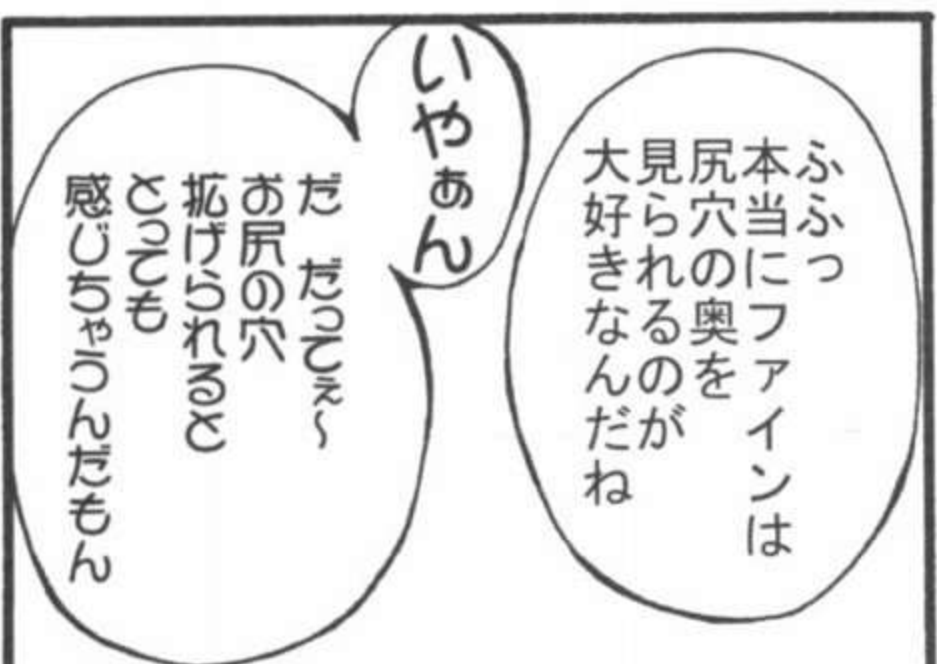 ふふっ
本当にファインは
尻穴の奥を
見られるのが
大好きなんだね
いやぁん
だ だってぇ~
お尻の穴
拡げられると
とっても
感じちゃうんだもん